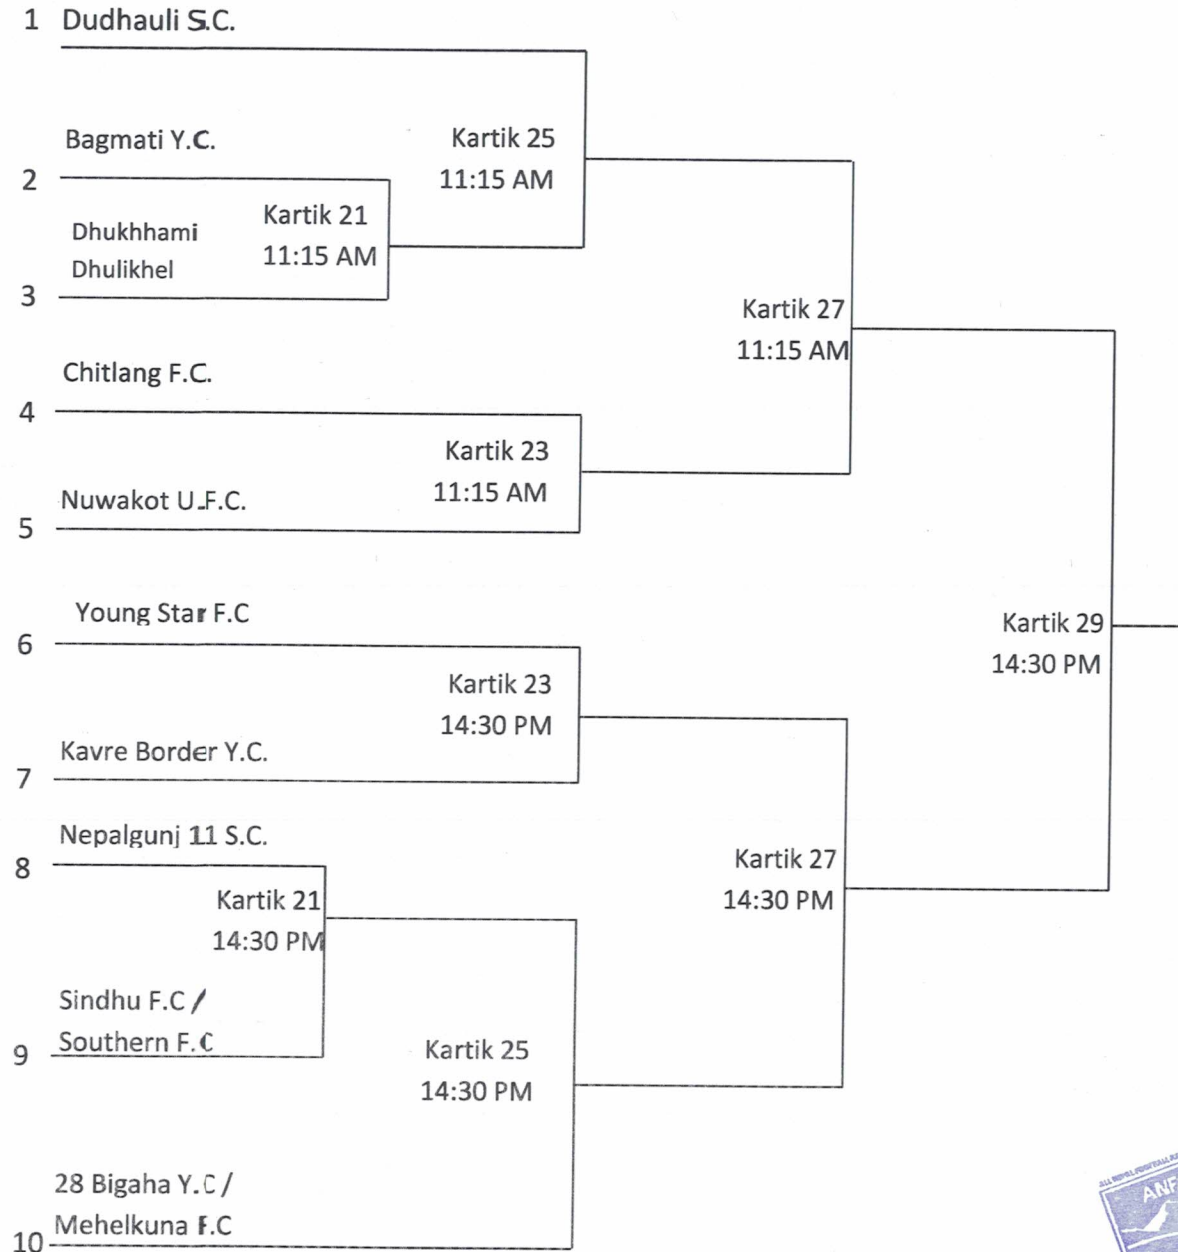 1 Dudhauli S.C.
Bagmati Y.C.
2
Kartik 25
11:15 AM
Kartik 21
11:15 AM
Dhukhhami
Dhulikhel
3
Kartik 27
11:15 AM
Chitlang F.C.
4
Kartik 23
11:15 AM
Nuwakot U.F.C.
5
Young Star F.C
6
Kartik 29
14:30 PM
Kartik 23
14:30 PM
Kavre Border Y.C.
7
Nepalgunj 11 S.C.
8
Kartik 27
14:30 PM
Kartik 21
14:30 PM
Sindhu F.C /
Southern F.C
9
Kartik 25
14:30 PM
28 Bigaha Y.C /
Mehelkuna F.C
10
ANF